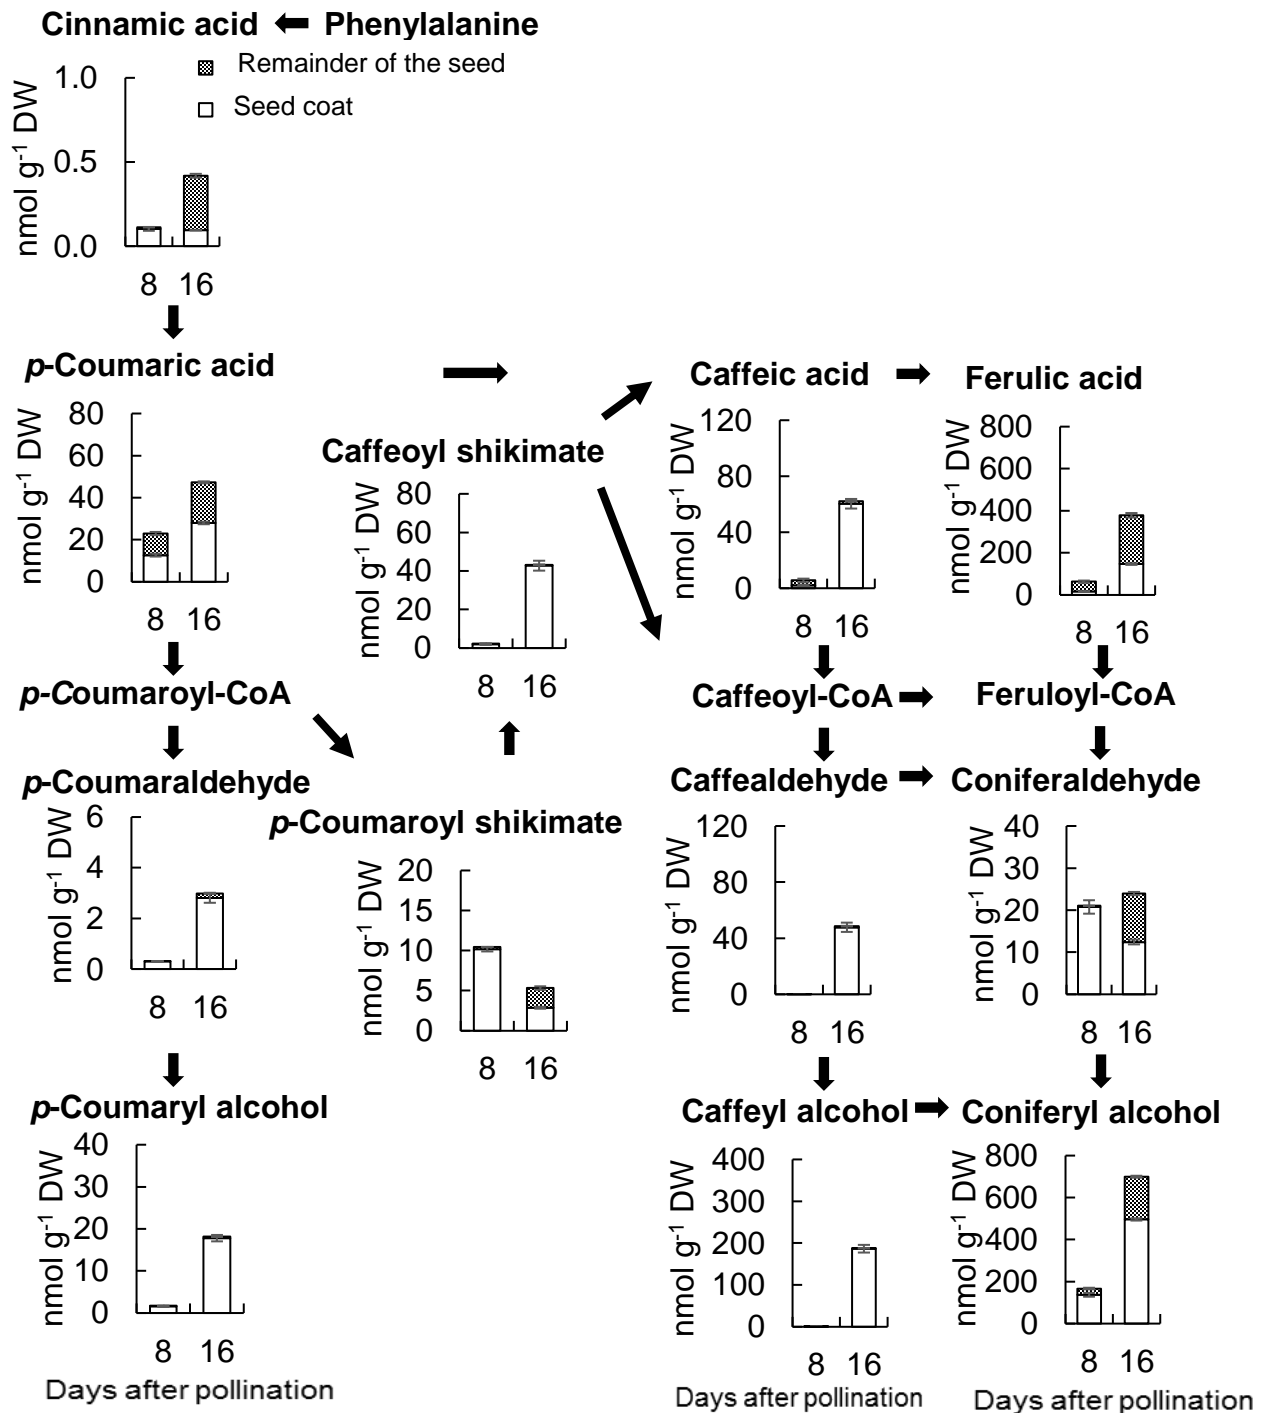 Cinnamic acid Phenylalanine
Remainder of the seed
Seed coat
nmol g-1 DW
1.0
0.5
0.0
8 16
p-Coumaric acid
nmol g-1 DW
80
60
40
20
0
8 16
Caffeoyl shikimate
nmol g-1 DW
80
60
40
20
0
8 16
Caffeic acid
nmol g-1 DW
120
80
40
0
8 16
Ferulic acid
nmol g-1 DW
800
600
400
200
0
8 16
p-Coumaroyl-CoA
Caffeoyl-CoA
Feruloyl-CoA
p-Coumaraldehyde
nmol g-1 DW
6
4
2
0
8 16
p-Coumaroyl shikimate
nmol g-1 DW
20
15
10
5
0
8 16
Caffealdehyde
nmol g-1 DW
120
80
40
0
8 16
Coniferaldehyde
nmol g-1 DW
40
30
20
10
0
8 16
p-Coumaryl alcohol
nmol g-1 DW
40
30
20
10
0
8 16
Days after pollination
Caffeyl alcohol
nmol g-1 DW
400
300
200
100
0
8 16
Days after pollination
Coniferyl alcohol
nmol g-1 DW
800
600
400
200
0
8 16
Days after pollination